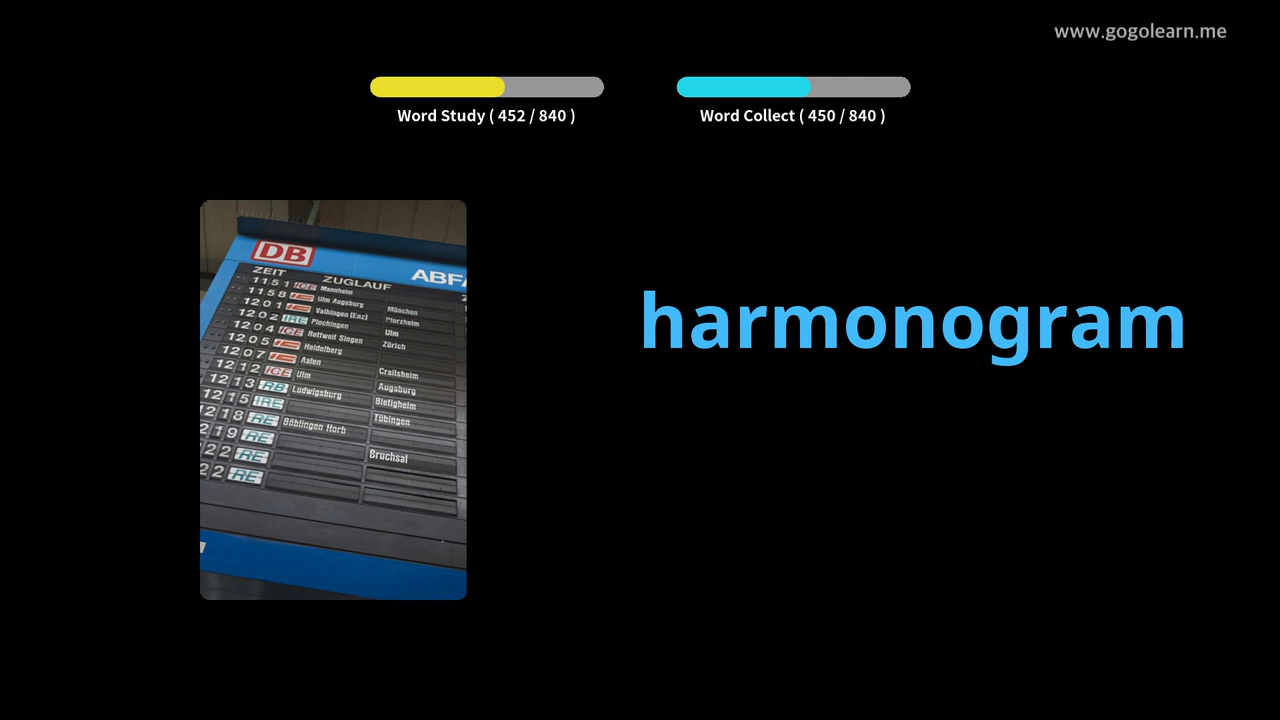 www.gogolearn.me
Word Study ( 452 / 840 )
Word Collect ( 450 / 840 )
harmonogram
DB
ZEIT ZUGLAUF ABFA
1151 ICE Mannheim
1158 Ulm Augsburg München
1201 Vaihingen (Enz) Pforzheim
1202 IRE Plochingen Ulm
1204 ICE Rottweil Singen Zürich
1205 Heidelberg
1207 Aalen Crailsheim
1212 ICE Ulm Augsburg
1213 RB Ludwigsburg Bietigheim
1215 IRE Tübingen
1218 RE Böblingen Horb
219 RE
22 RE Bruchsal
22 RE